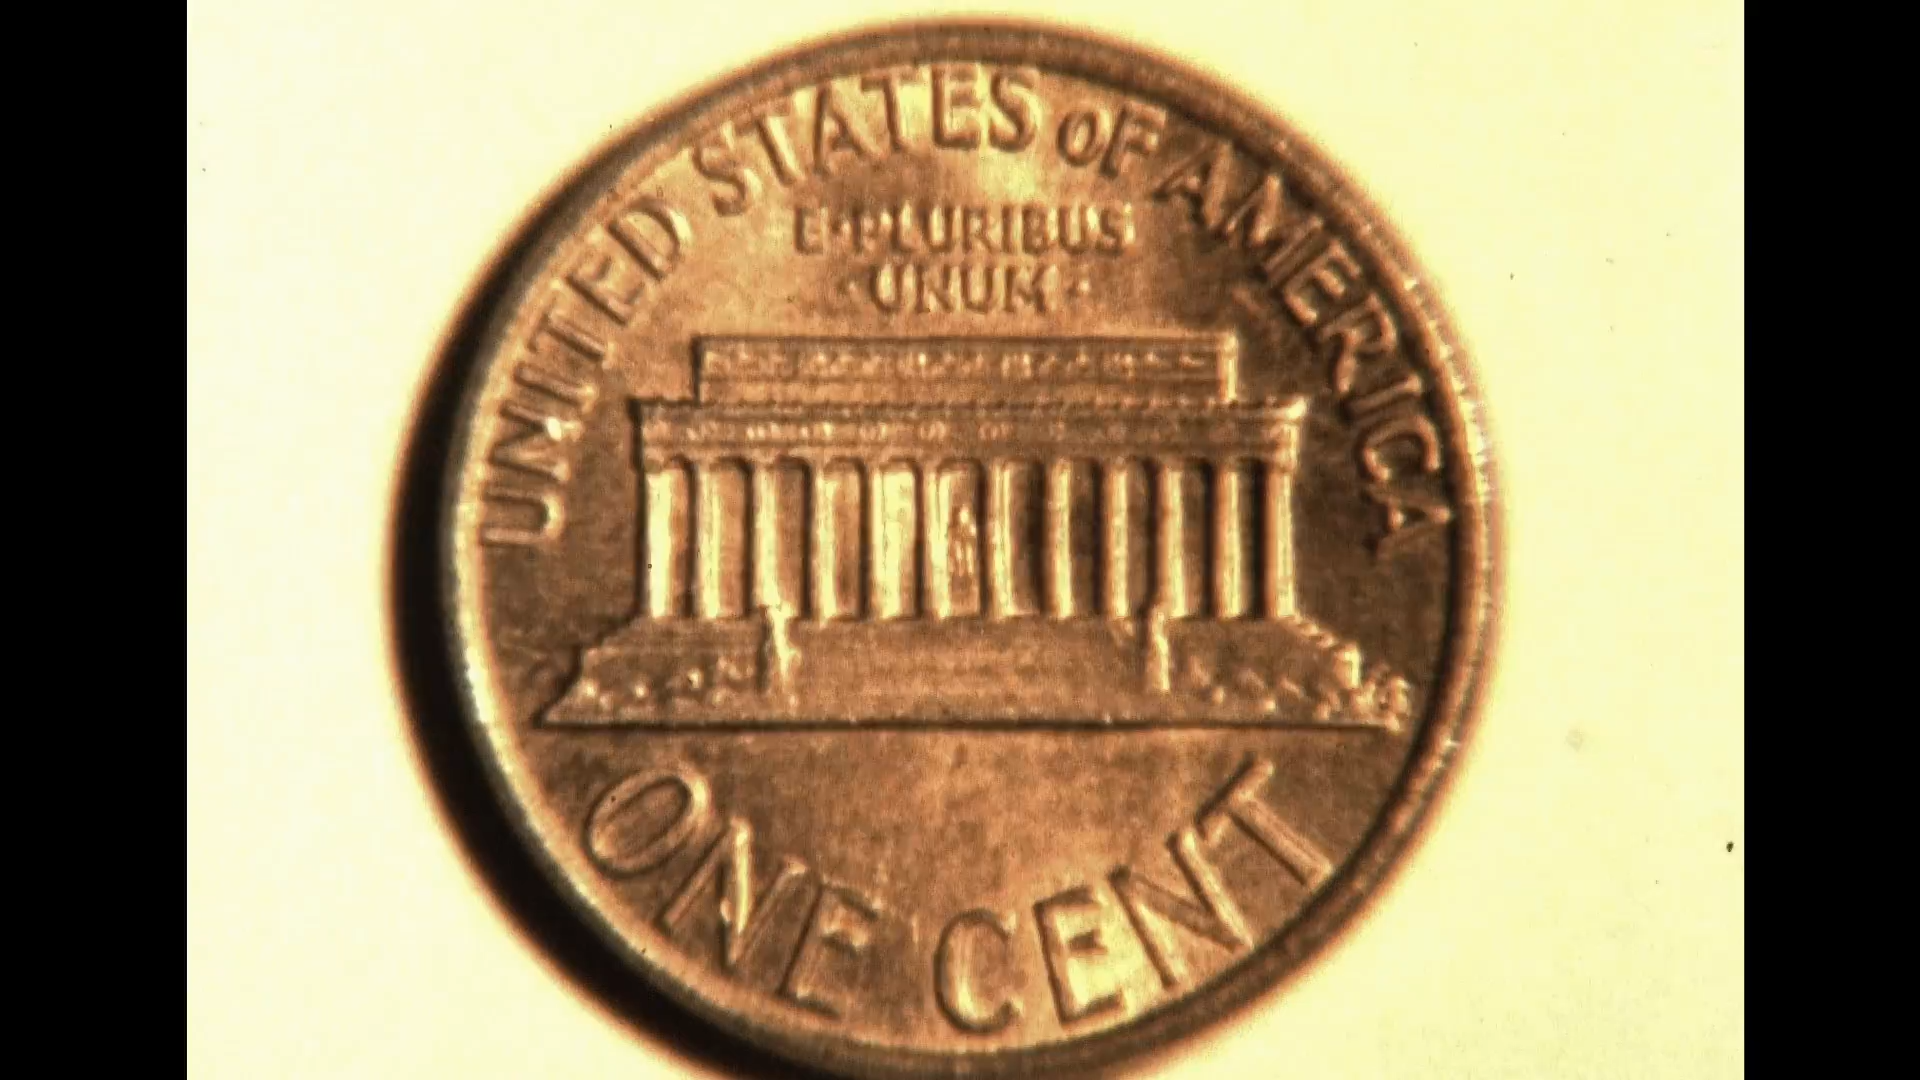 UNITED STATES OF AMERICA
E·PLURIBUS
·UNUM·
ONE CENT